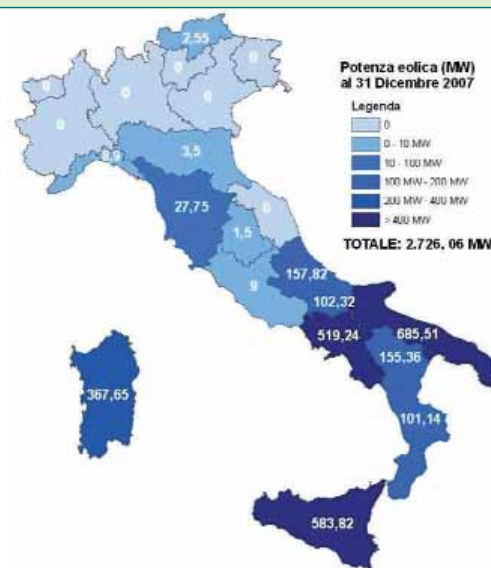 2,55
0
0
0
0
0
0
Potenza eolica (MW)
al 31 Dicembre 2007
Legenda
0
0 - 10 MW
10 - 100 MW
100 MW - 200 MW
200 MW - 400 MW
> 400 MW
TOTALE: 2.726, 06 MW
3,5
27,75
0
1,5
9
157,82
102,32
519,24
685,51
155,36
367,65
101,14
583,82